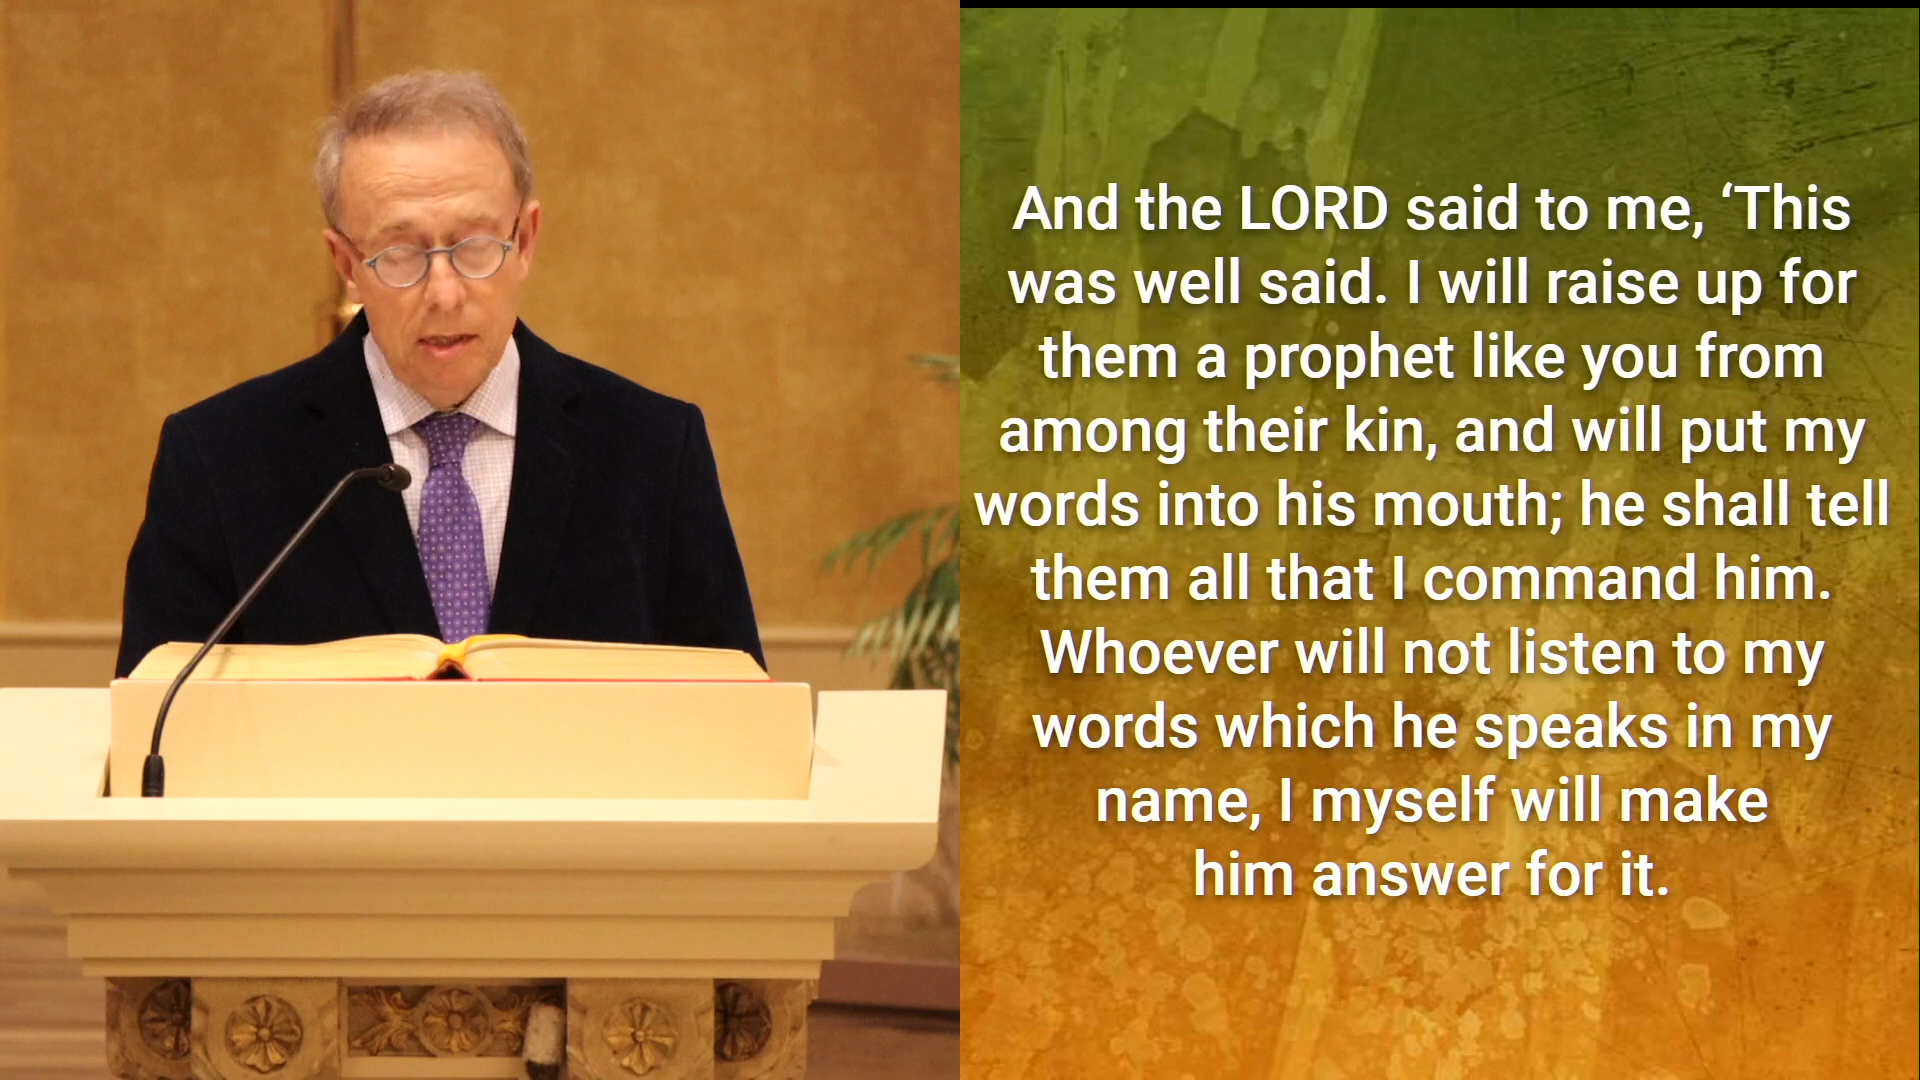 And the LORD said to me, ‘This
was well said. I will raise up for
them a prophet like you from
among their kin, and will put my
words into his mouth; he shall tell
them all that I command him.
Whoever will not listen to my
words which he speaks in my
name, I myself will make
him answer for it.